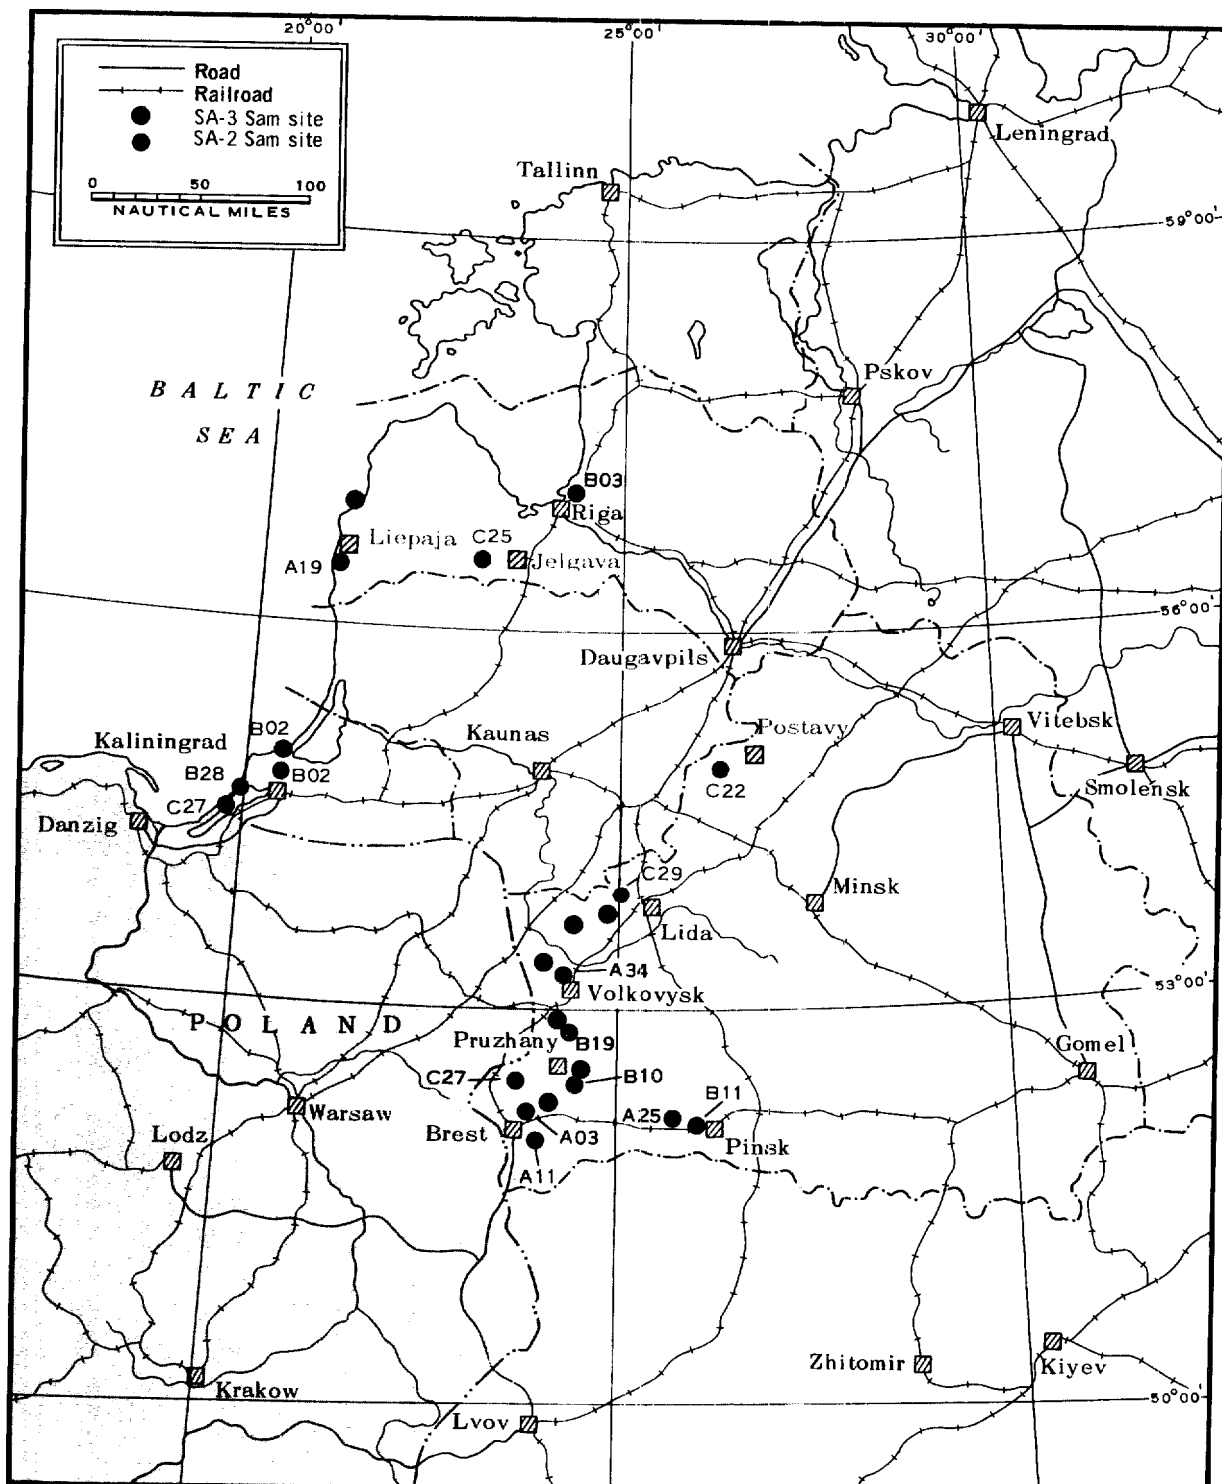 20°00'
25°00'
30°00'
Road
Railroad
SA-3 Sam site
SA-2 Sam site
0 50 100
NAUTICAL MILES
Leningrad
Tallinn
59°00'
Pskov
BALTIC
SEA
B03
Riga
Liepaja
C25
A19
Jelgava
56°00'
Daugavpils
Postavy
Vitebsk
B02
Kaliningrad
Kaunas
B28
B02
C22
Smolensk
C27
Danzig
C29
Minsk
Lida
A34
Volkovysk
53°00'
POLAND
Pruzhany
B19
Gomel
C27
B10
B11
Warsaw
A25
Lodz
Brest
A03
Pinsk
A11
Zhitomir
Kiyev
Krakow
50°00'
Lvov